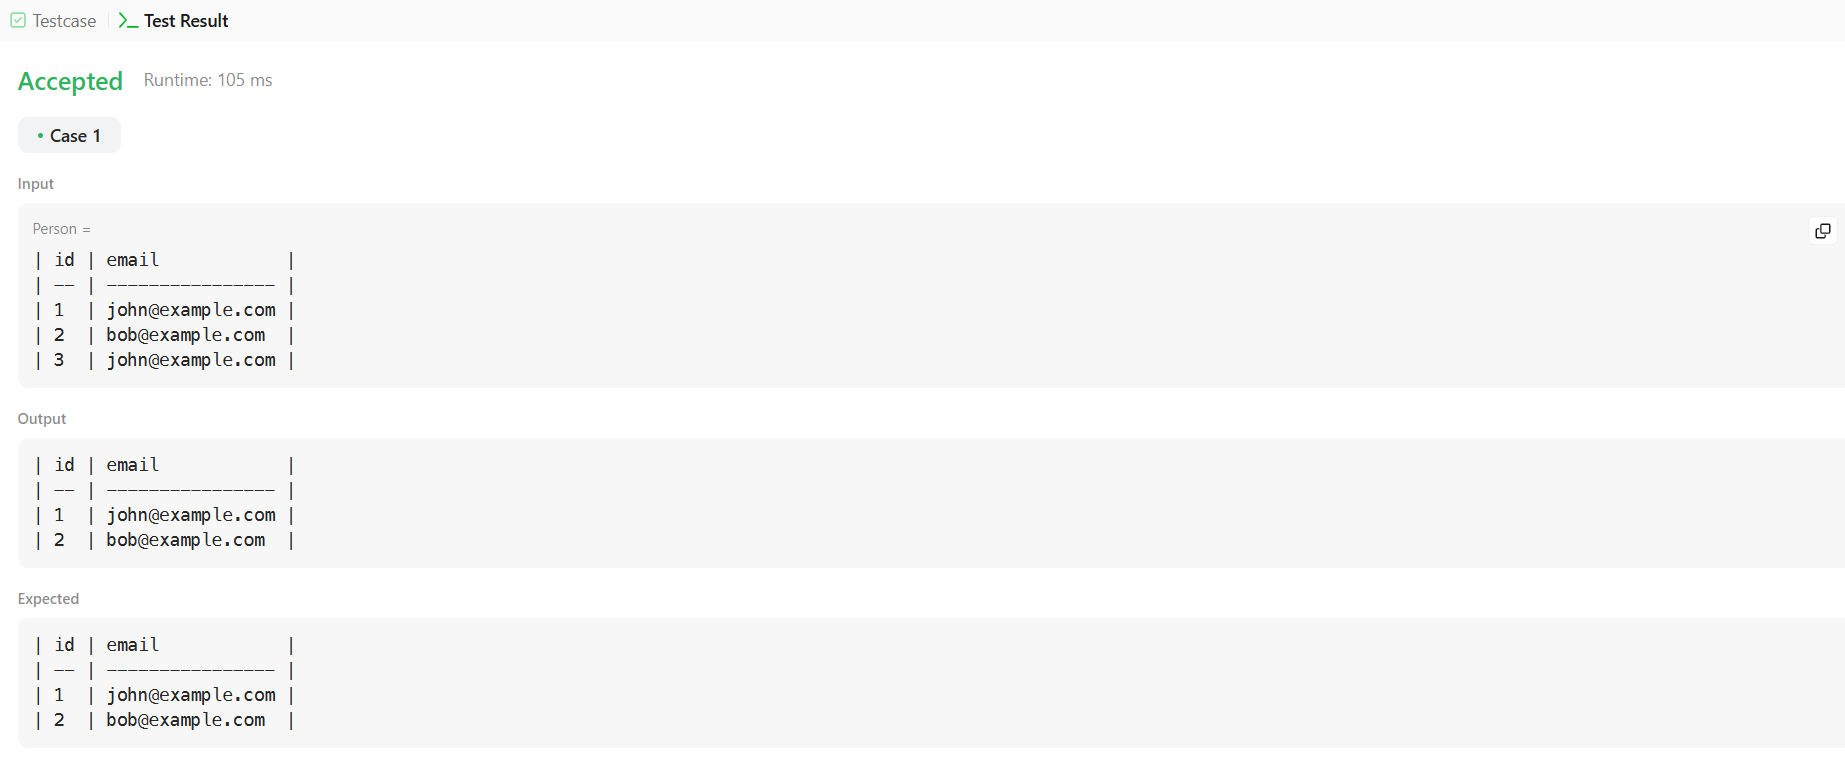 Testcase
Test Result
Accepted
Runtime: 105 ms
• Case 1
Input
Person =
| id | email            |
| -- | ---------------- |
| 1  | john@example.com |
| 2  | bob@example.com  |
| 3  | john@example.com |
Output
| id | email            |
| -- | ---------------- |
| 1  | john@example.com |
| 2  | bob@example.com  |
Expected
| id | email            |
| -- | ---------------- |
| 1  | john@example.com |
| 2  | bob@example.com  |